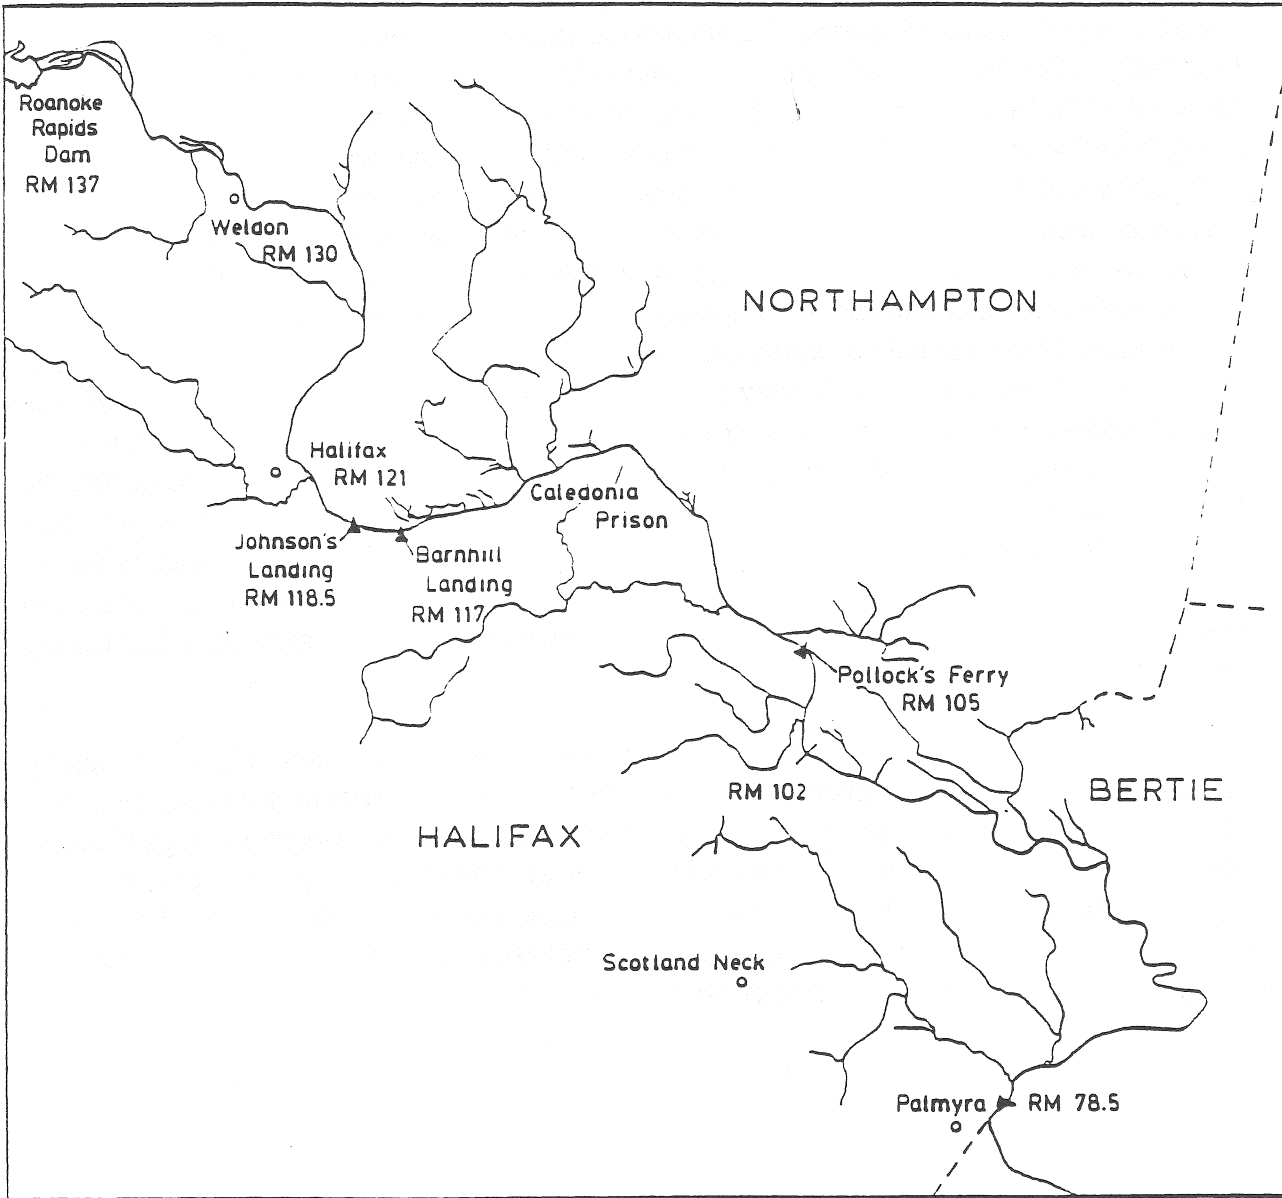 Roanoke
Rapids
Dam
RM 137
Weldon
RM 130
NORTHAMPTON
Halifax
RM 121
Caledonia
Prison
Johnson's
Landing
RM 118.5
Barnhill
Landing
RM 117
Pollock's Ferry
RM 105
RM 102
BERTIE
HALIFAX
Scotland Neck
Palmyra
RM 78.5